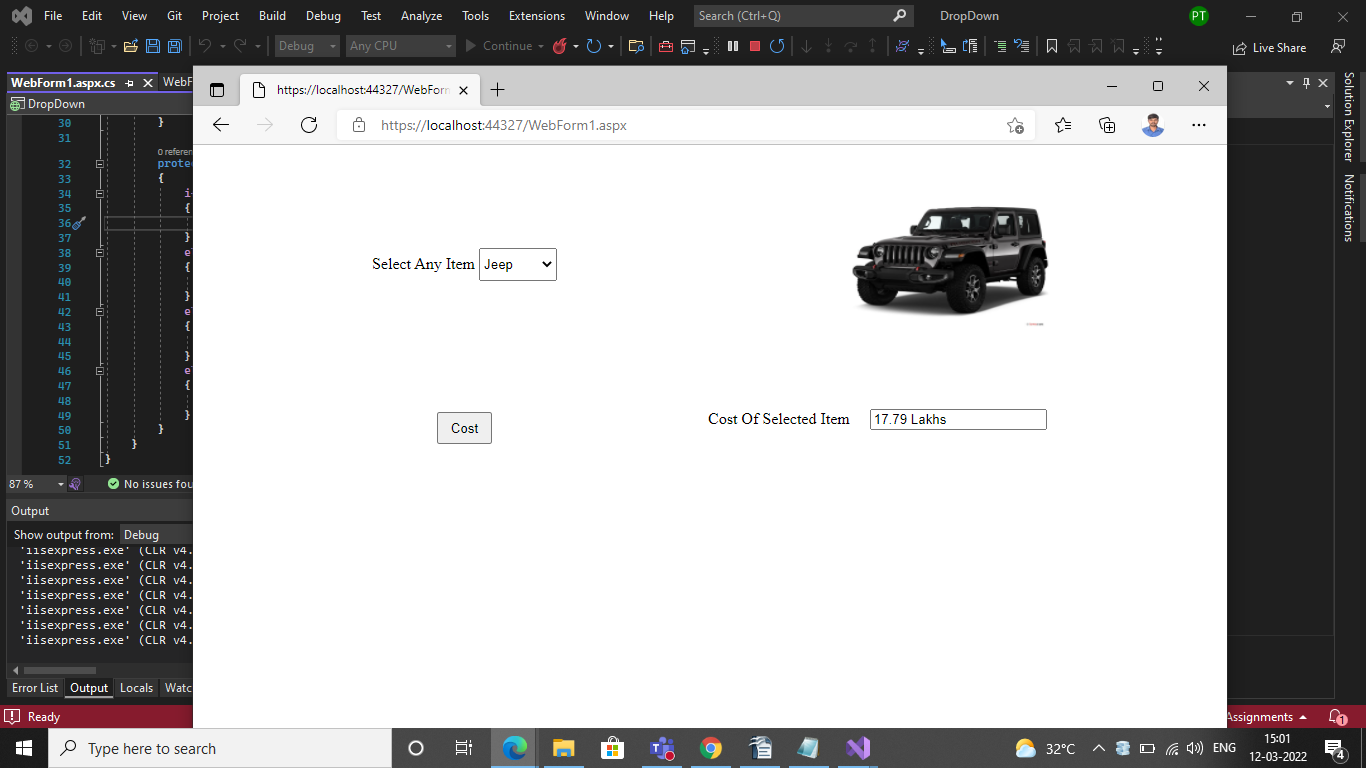 File Edit View Git Project Build Debug Test Analyze Tools Extensions Window Help Search (Ctrl+Q) DropDown PT
Debug Any CPU Continue Live Share
WebForm1.aspx.cs WebF
DropDown
https://localhost:44327/WebForm
https://localhost:44327/WebForm1.aspx
Solution Explorer
Notifications
30 }
31
0 referen
32 protec
33 {
34 i
35 {
36
37 }
38 el
39 {
40
41 }
42 el
43 {
44
45 }
46 el
47 {
48
49 }
50 }
51 }
52 }
87 % No issues fou
Select Any Item Jeep
Cost
Cost Of Selected Item 17.79 Lakhs
Output
Show output from: Debug
'iisexpress.exe' (CLR v4.
'iisexpress.exe' (CLR v4.
'iisexpress.exe' (CLR v4.
'iisexpress.exe' (CLR v4.
'iisexpress.exe' (CLR v4.
'iisexpress.exe' (CLR v4.
'iisexpress.exe' (CLR v4.
Error List Output Locals Watc
Ready Assignments 1
Type here to search 32°C ENG 15:01
12-03-2022 4